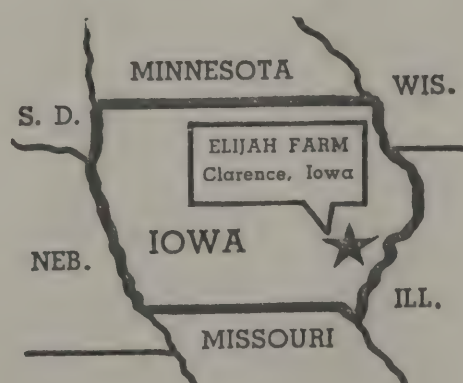 MINNESOTA
WIS.
S. D.
ELIJAH FARM
Clarence, Iowa
IOWA
NEB.
ILL.
MISSOURI